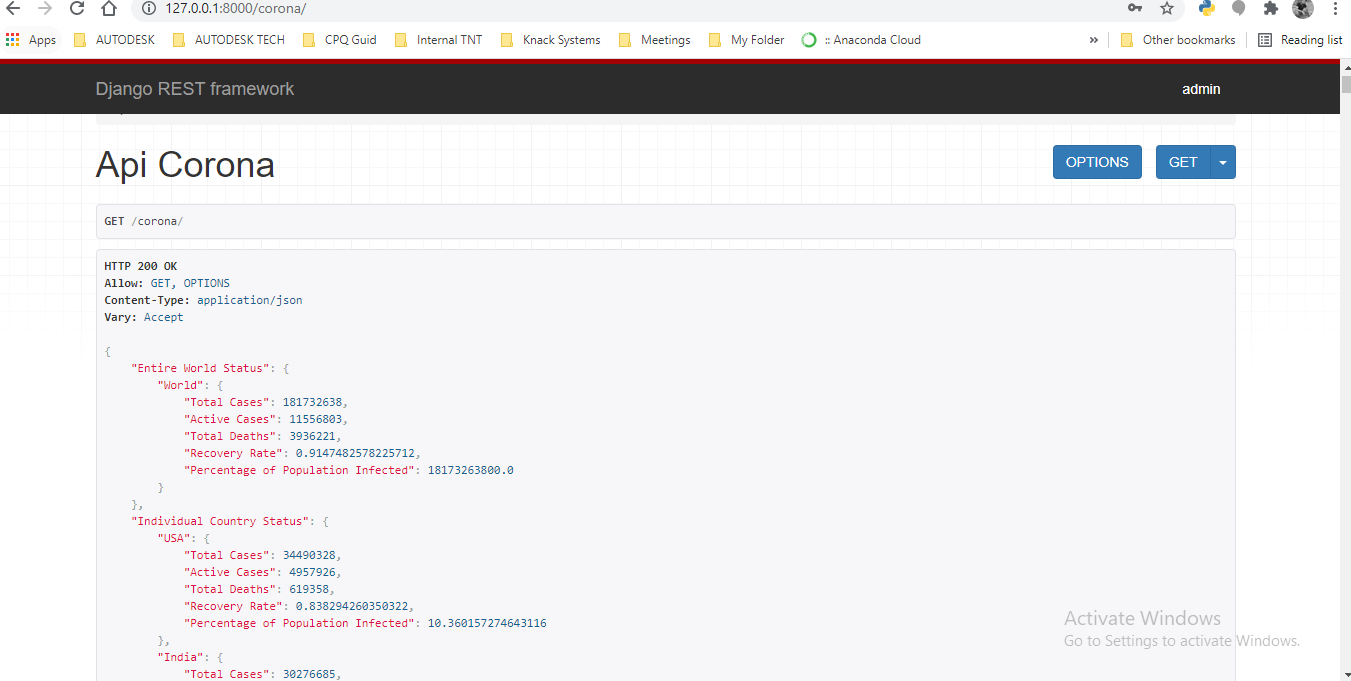 127.0.0.1:8000/corona/
Apps AUTODESK AUTODESK TECH CPQ Guid Internal TNT Knack Systems Meetings My Folder :: Anaconda Cloud » Other bookmarks Reading list
Django REST framework admin
Api Corona OPTIONS GET
GET /corona/
HTTP 200 OK
Allow: GET, OPTIONS
Content-Type: application/json
Vary: Accept
{
"Entire World Status": {
"World": {
"Total Cases": 181732638,
"Active Cases": 11556803,
"Total Deaths": 3936221,
"Recovery Rate": 0.9147482578225712,
"Percentage of Population Infected": 18173263800.0
}
},
"Individual Country Status": {
"USA": {
"Total Cases": 34490328,
"Active Cases": 4957926,
"Total Deaths": 619358,
"Recovery Rate": 0.838294260350322,
"Percentage of Population Infected": 10.360157274643116
},
"India": {
"Total Cases": 30276685,
Activate Windows
Go to Settings to activate Windows.